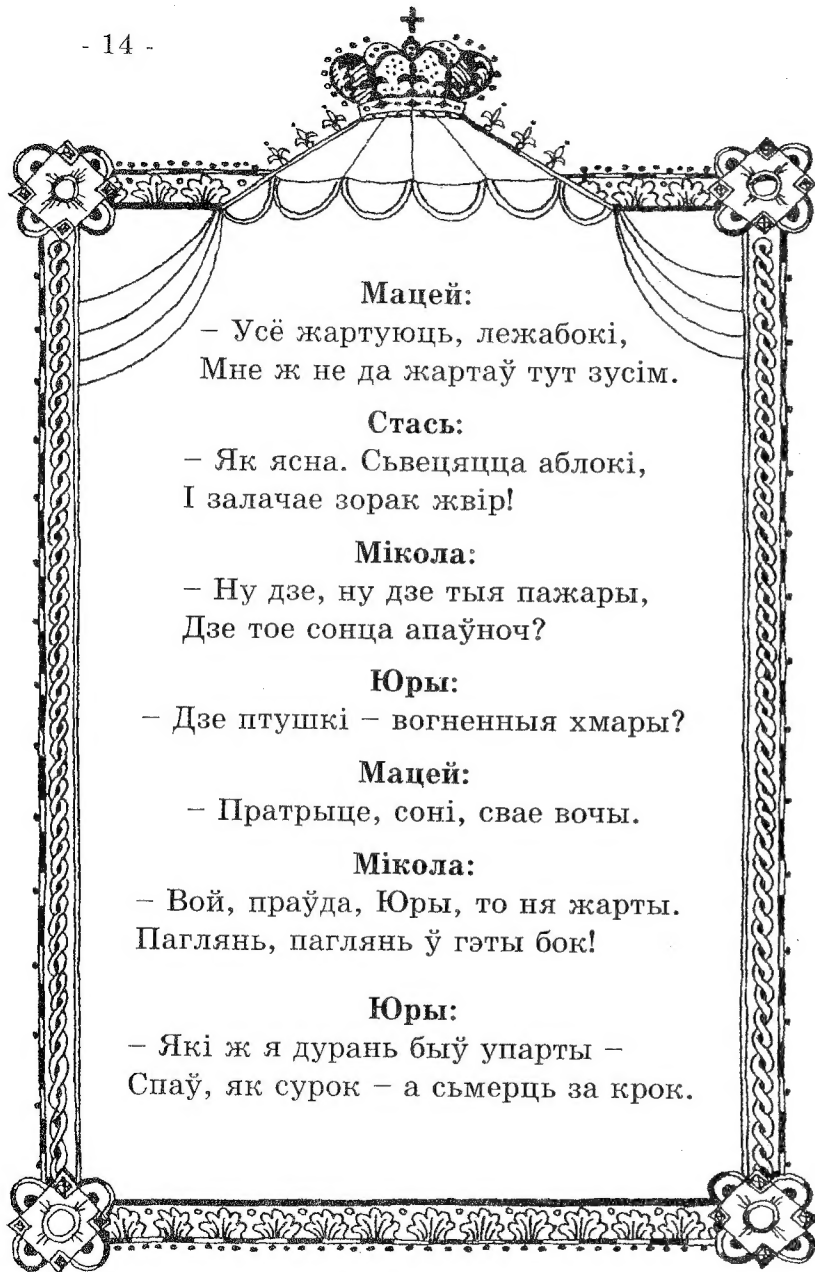 - 14 -
Мацей:
– Усё жартуюць, лежабокі,
Мне ж не да жартаў тут зусім.
Стась:
– Як ясна. Сьвецяцца аблокі,
І залачае зорак жвір!
Мікола:
– Ну дзе, ну дзе тыя пажары,
Дзе тое сонца апаўноч?
Юры:
– Дзе птушкі – вогненныя хмары?
Мацей:
– Пратрыце, соні, свае вочы.
Мікола:
– Вой, праўда, Юры, то ня жарты.
Паглянь, паглянь ў гэты бок!
Юры:
– Які ж я дурань быў упарты –
Спаў, як сурок – а сьмерць за крок.